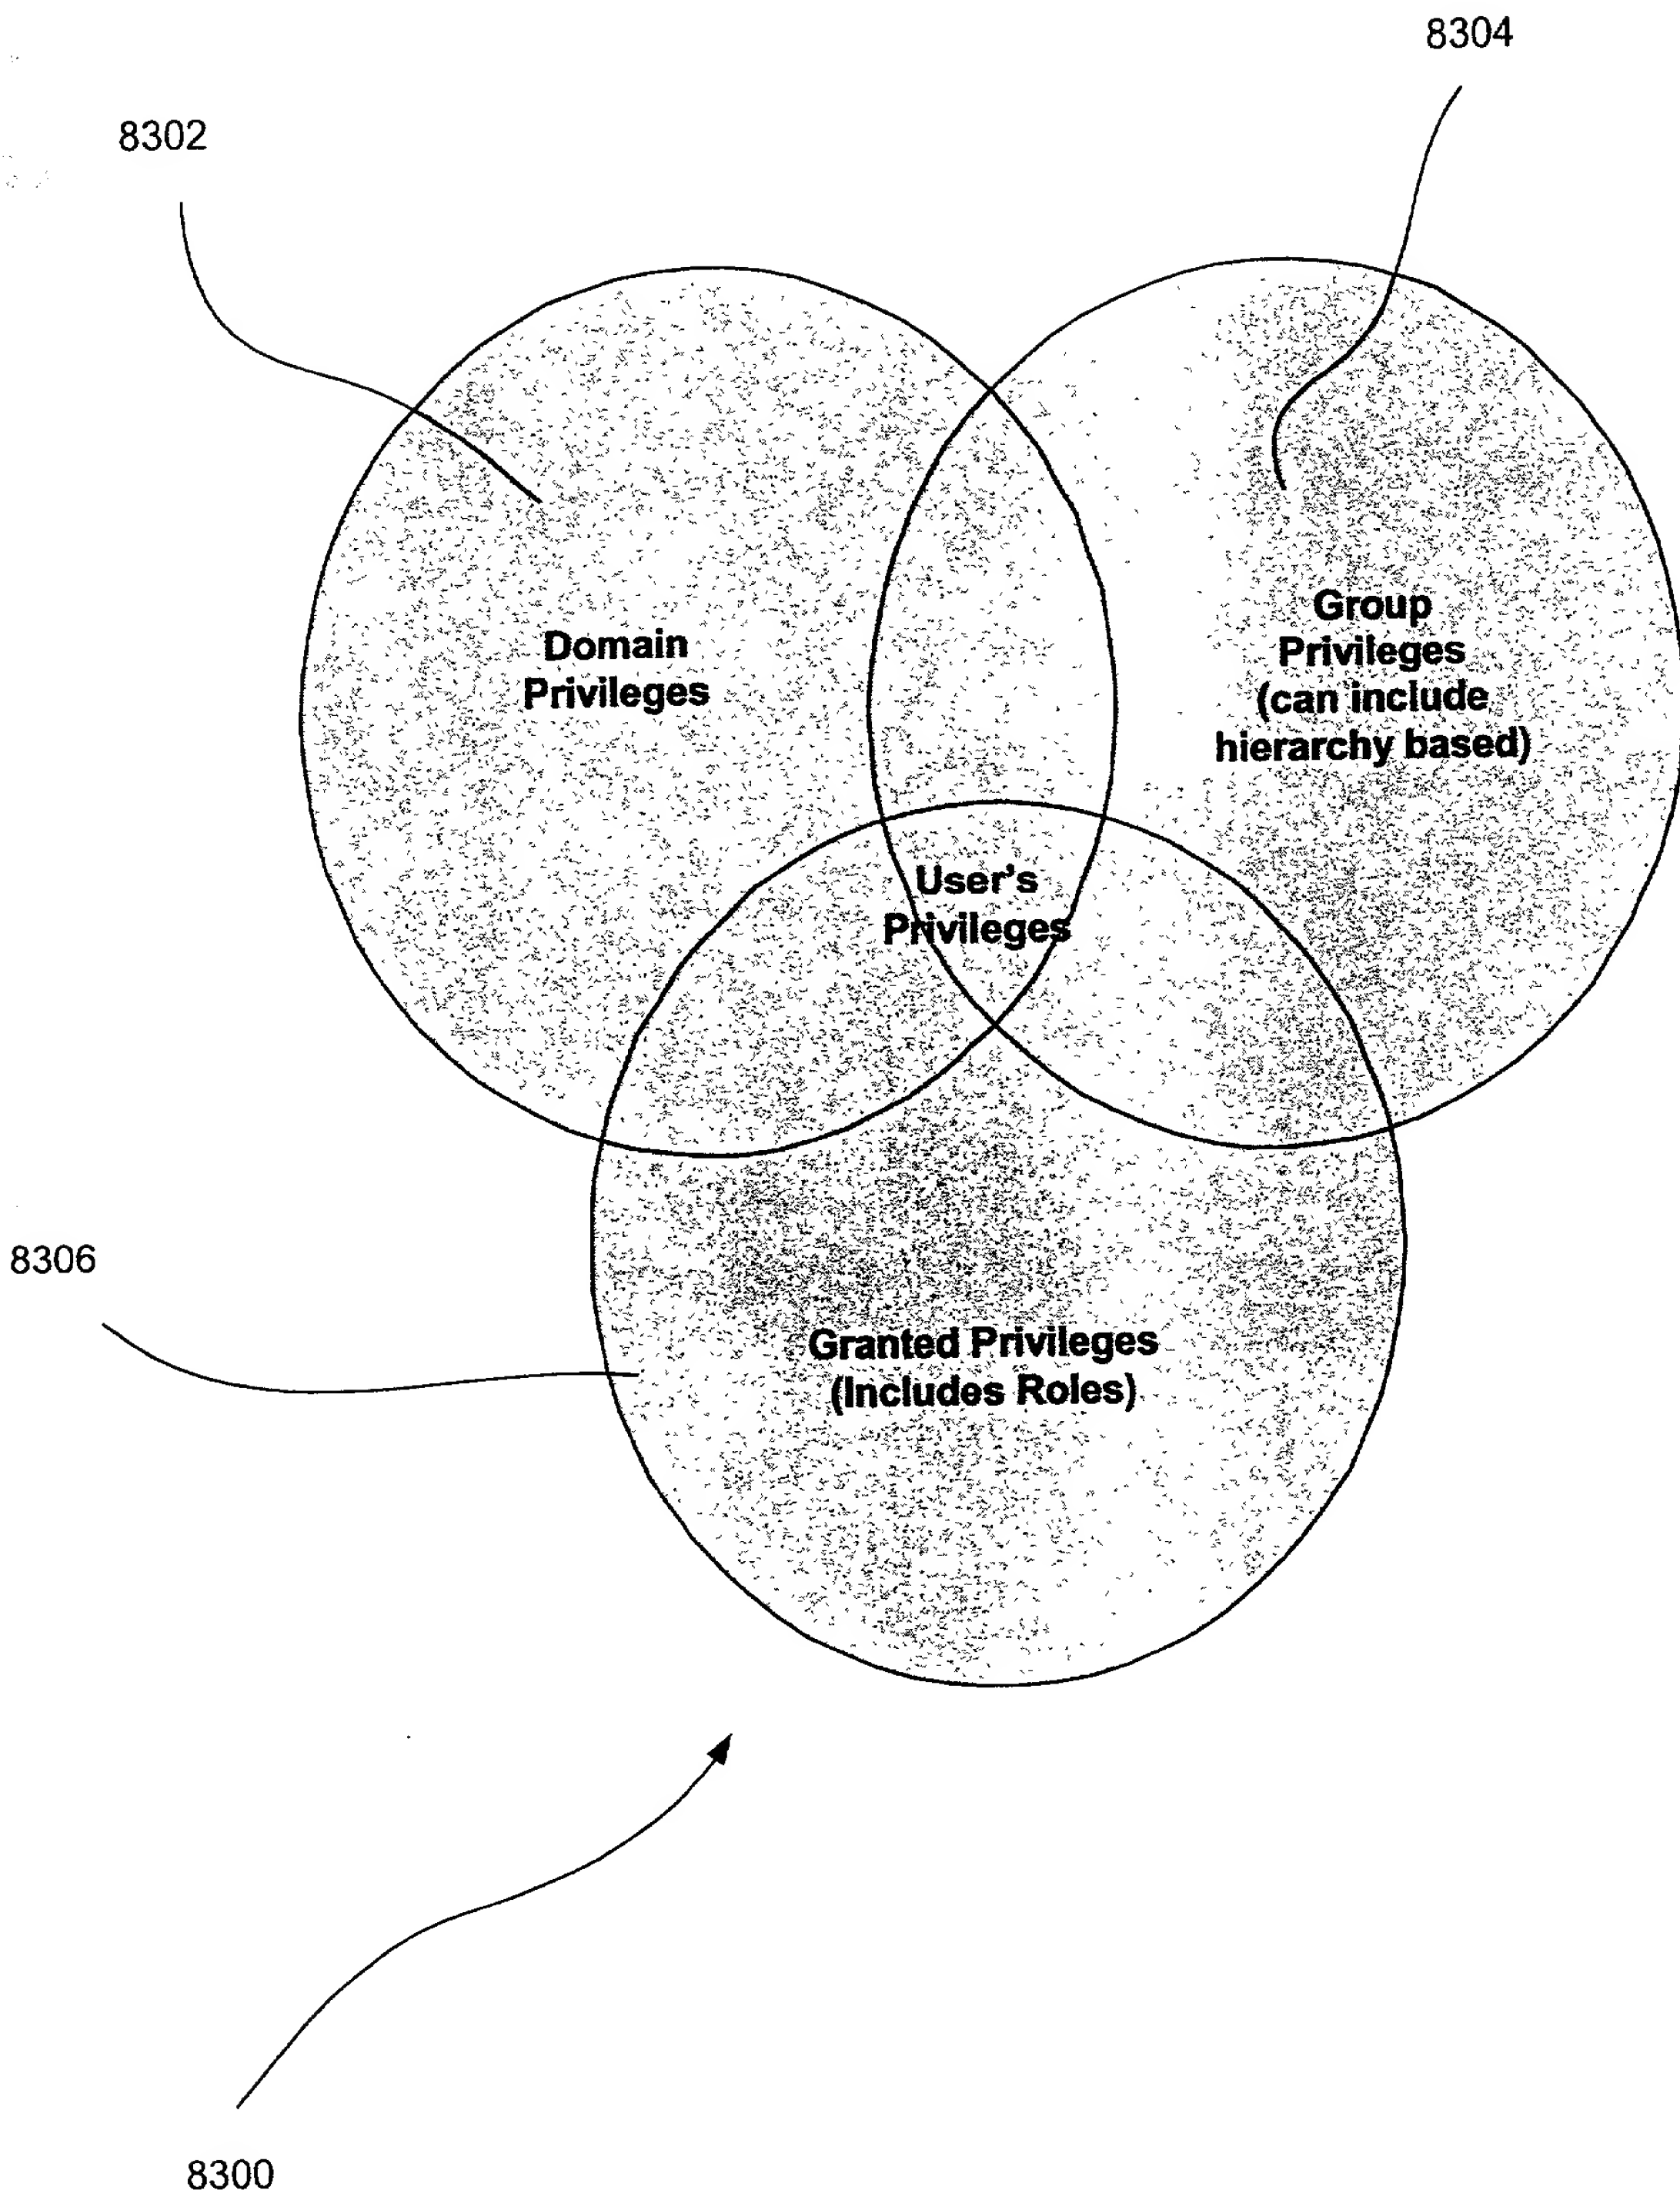 8304
8302
Domain
Privileges
Group
Privileges
(can include
hierarchy based)
User's
Privileges
8306
Granted Privileges
(Includes Roles)
8300